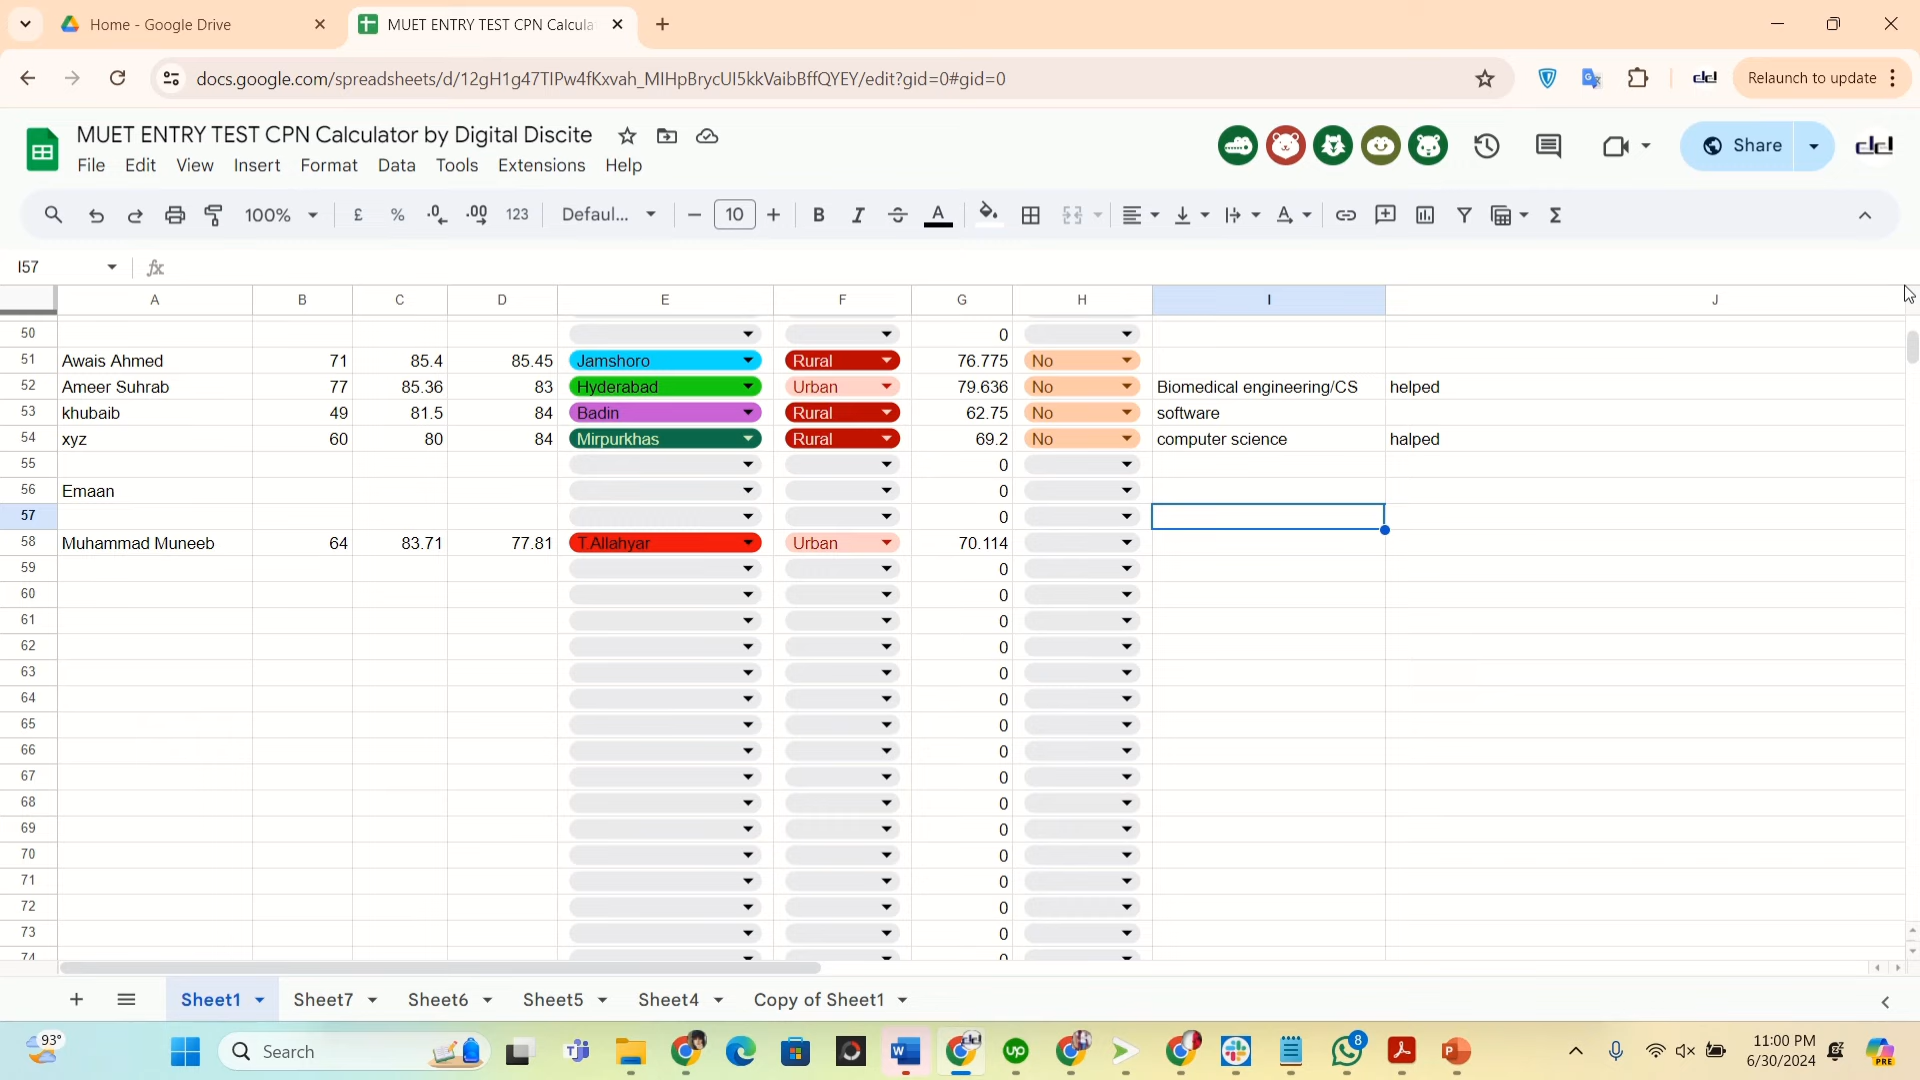 Home - Google Drive
MUET ENTRY TEST CPN Calcula
docs.google.com/spreadsheets/d/12gH1g47TIPw4fKxvah_MIHpBrycUI5kkVaibBffQYEY/edit?gid=0#gid=0
clc!
Relaunch to update
MUET ENTRY TEST CPN Calculator by Digital Discite
File Edit View Insert Format Data Tools Extensions Help
Share
100% £ % .0 .00 123 Defaul... 10 B I A
I57 fx
A B C D E F G H I J
50 0
51 Awais Ahmed 71 85.4 85.45 Jamshoro Rural 76.775 No
52 Ameer Suhrab 77 85.36 83 Hyderabad Urban 79.636 No Biomedical engineering/CS helped
53 khubaib 49 81.5 84 Badin Rural 62.75 No software
54 xyz 60 80 84 Mirpurkhas Rural 69.2 No computer science halped
55 0
56 Emaan 0
57 0
58 Muhammad Muneeb 64 83.71 77.81 T.Allahyar Urban 70.114
59 0
60 0
61 0
62 0
63 0
64 0
65 0
66 0
67 0
68 0
69 0
70 0
71 0
72 0
73 0
74 0
Sheet1 Sheet7 Sheet6 Sheet5 Sheet4 Copy of Sheet1
93°
Search
8
11:00 PM
6/30/2024
PRE